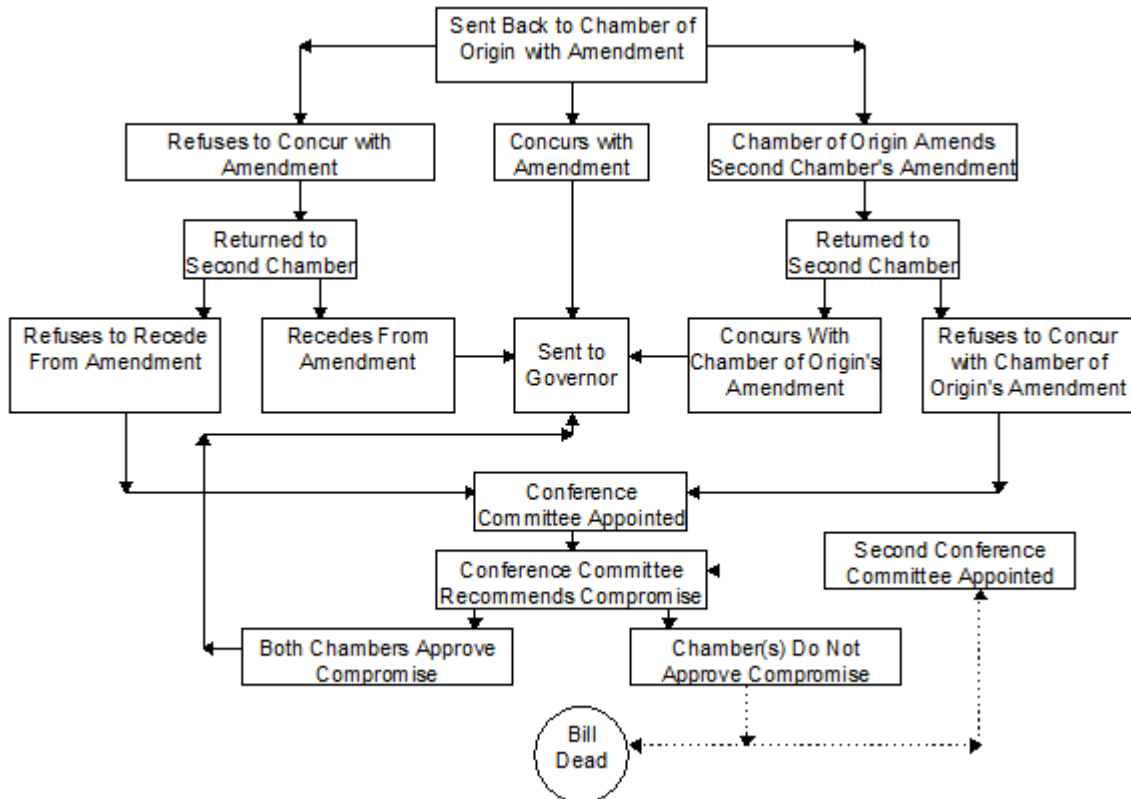 Sent Back to Chamber of
Origin with Amendment
Refuses to Concur with
Amendment
Concurs with
Amendment
Chamber of Origin Amends
Second Chamber's Amendment
Returned to
Second Chamber
Returned to
Second Chamber
Refuses to Recede
From Amendment
Recedes From
Amendment
Sent to
Governor
Concurs With
Chamber of Origin's
Amendment
Refuses to Concur
with Chamber of
Origin's Amendment
Conference
Committee Appointed
Second Conference
Committee Appointed
Conference Committee
Recommends Compromise
Both Chambers Approve
Compromise
Chamber(s) Do Not
Approve Compromise
Bill
Dead